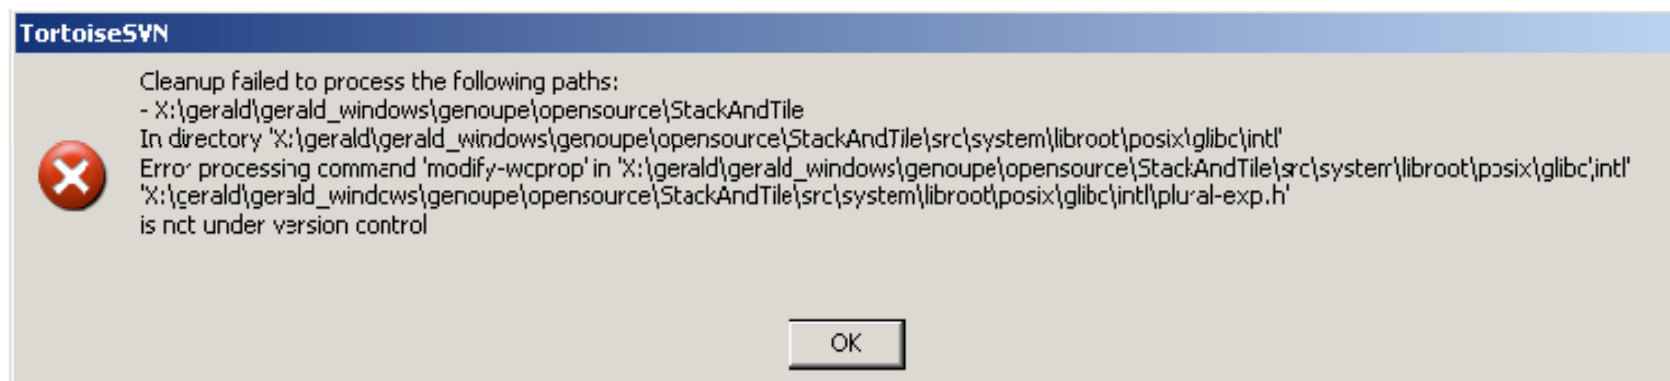 TortoiseSVN
Cleanup failed to process the following paths:
- X:\gerald\gerald_windows\genoupe\opensource\StackAndTile
In directory 'X:\gerald\gerald_windows\genoupe\opensource\StackAndTile\src\system\libroot\posix\glibc\intl'
Error processing command 'modify-wcprop' in 'X:\gerald\gerald_windows\genoupe\opensource\StackAndTile\src\system\libroot\posix\glibc\intl'
'X:\gerald\gerald_windows\genoupe\opensource\StackAndTile\src\system\libroot\posix\glibc\intl\plural-exp.h'
is not under version control
OK